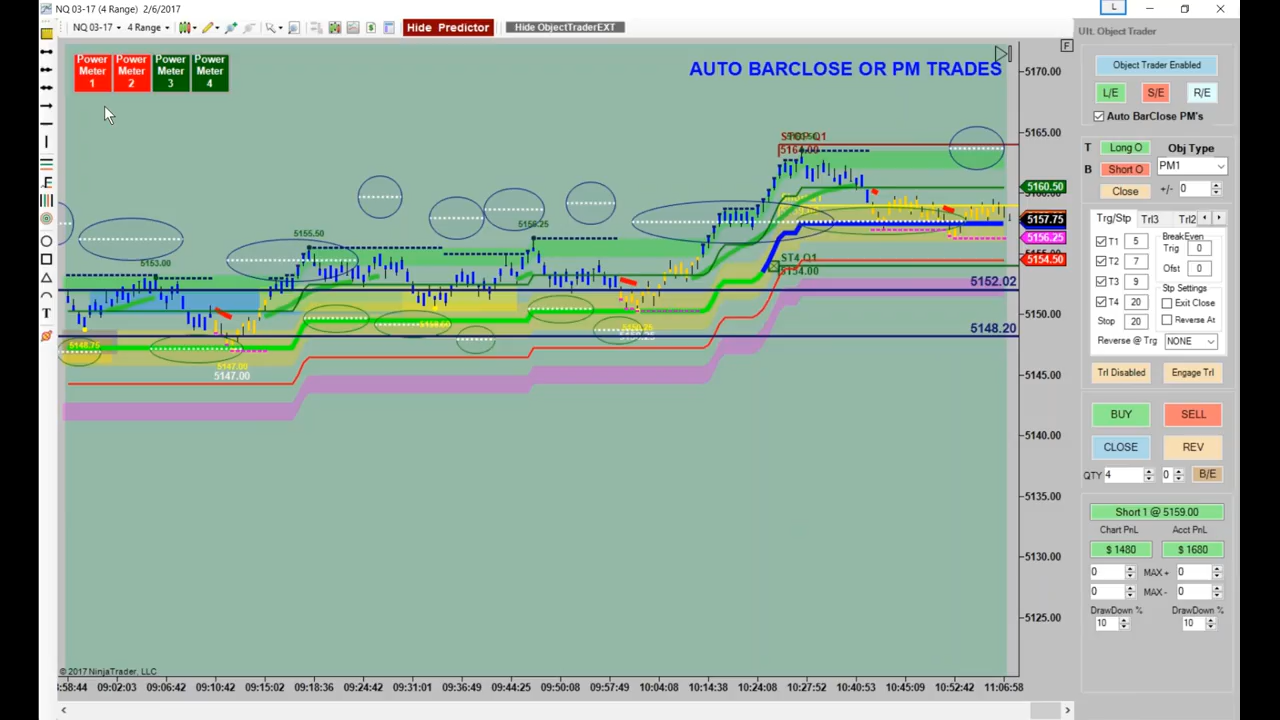 NQ 03-17 (4 Range) 2/6/2017
L
NQ 03-17
4 Range
Hide Predictor
Hide ObjectTraderEXT
Power Meter 1
Power Meter 2
Power Meter 3
Power Meter 4
AUTO BARCLOSE OR PM TRADES
F
5170.00
5165.00
STOP Q1
5164.00
5160.50
5157.75
5156.25
5154.50
ST4 Q1
5154.00
5156.25
5155.50
5153.00
5152.02
5150.00
5148.20
5148.75
5147.00
5147.00
5145.00
5140.00
5135.00
5130.00
5125.00
© 2017 NinjaTrader, LLC
8:58:44 09:02:03 09:06:42 09:10:42 09:15:02 09:18:36 09:24:42 09:31:01 09:36:49 09:44:25 09:50:08 09:57:49 10:04:08 10:14:38 10:24:08 10:27:52 10:40:53 10:45:09 10:52:42 11:06:58
Ult. Object Trader
Object Trader Enabled
L/E S/E R/E
Auto BarClose PM's
T Long O Obj Type
B Short O PM1
Close +/- 0
Trg/Stp Trl3 Trl2
T1 5 BreakEven
Trig 0
T2 7
Ofst 0
T3 9
Stp Settings
T4 20 Exit Close
Stop 20 Reverse At
Reverse @ Trg NONE
Trl Disabled Engage Trl
BUY SELL
CLOSE REV
QTY 4 0 B/E
Short 1 @ 5159.00
Chart PnL Acct PnL
$ 1480 $ 1680
0 MAX + 0
0 MAX - 0
DrawDown % DrawDown %
10 10